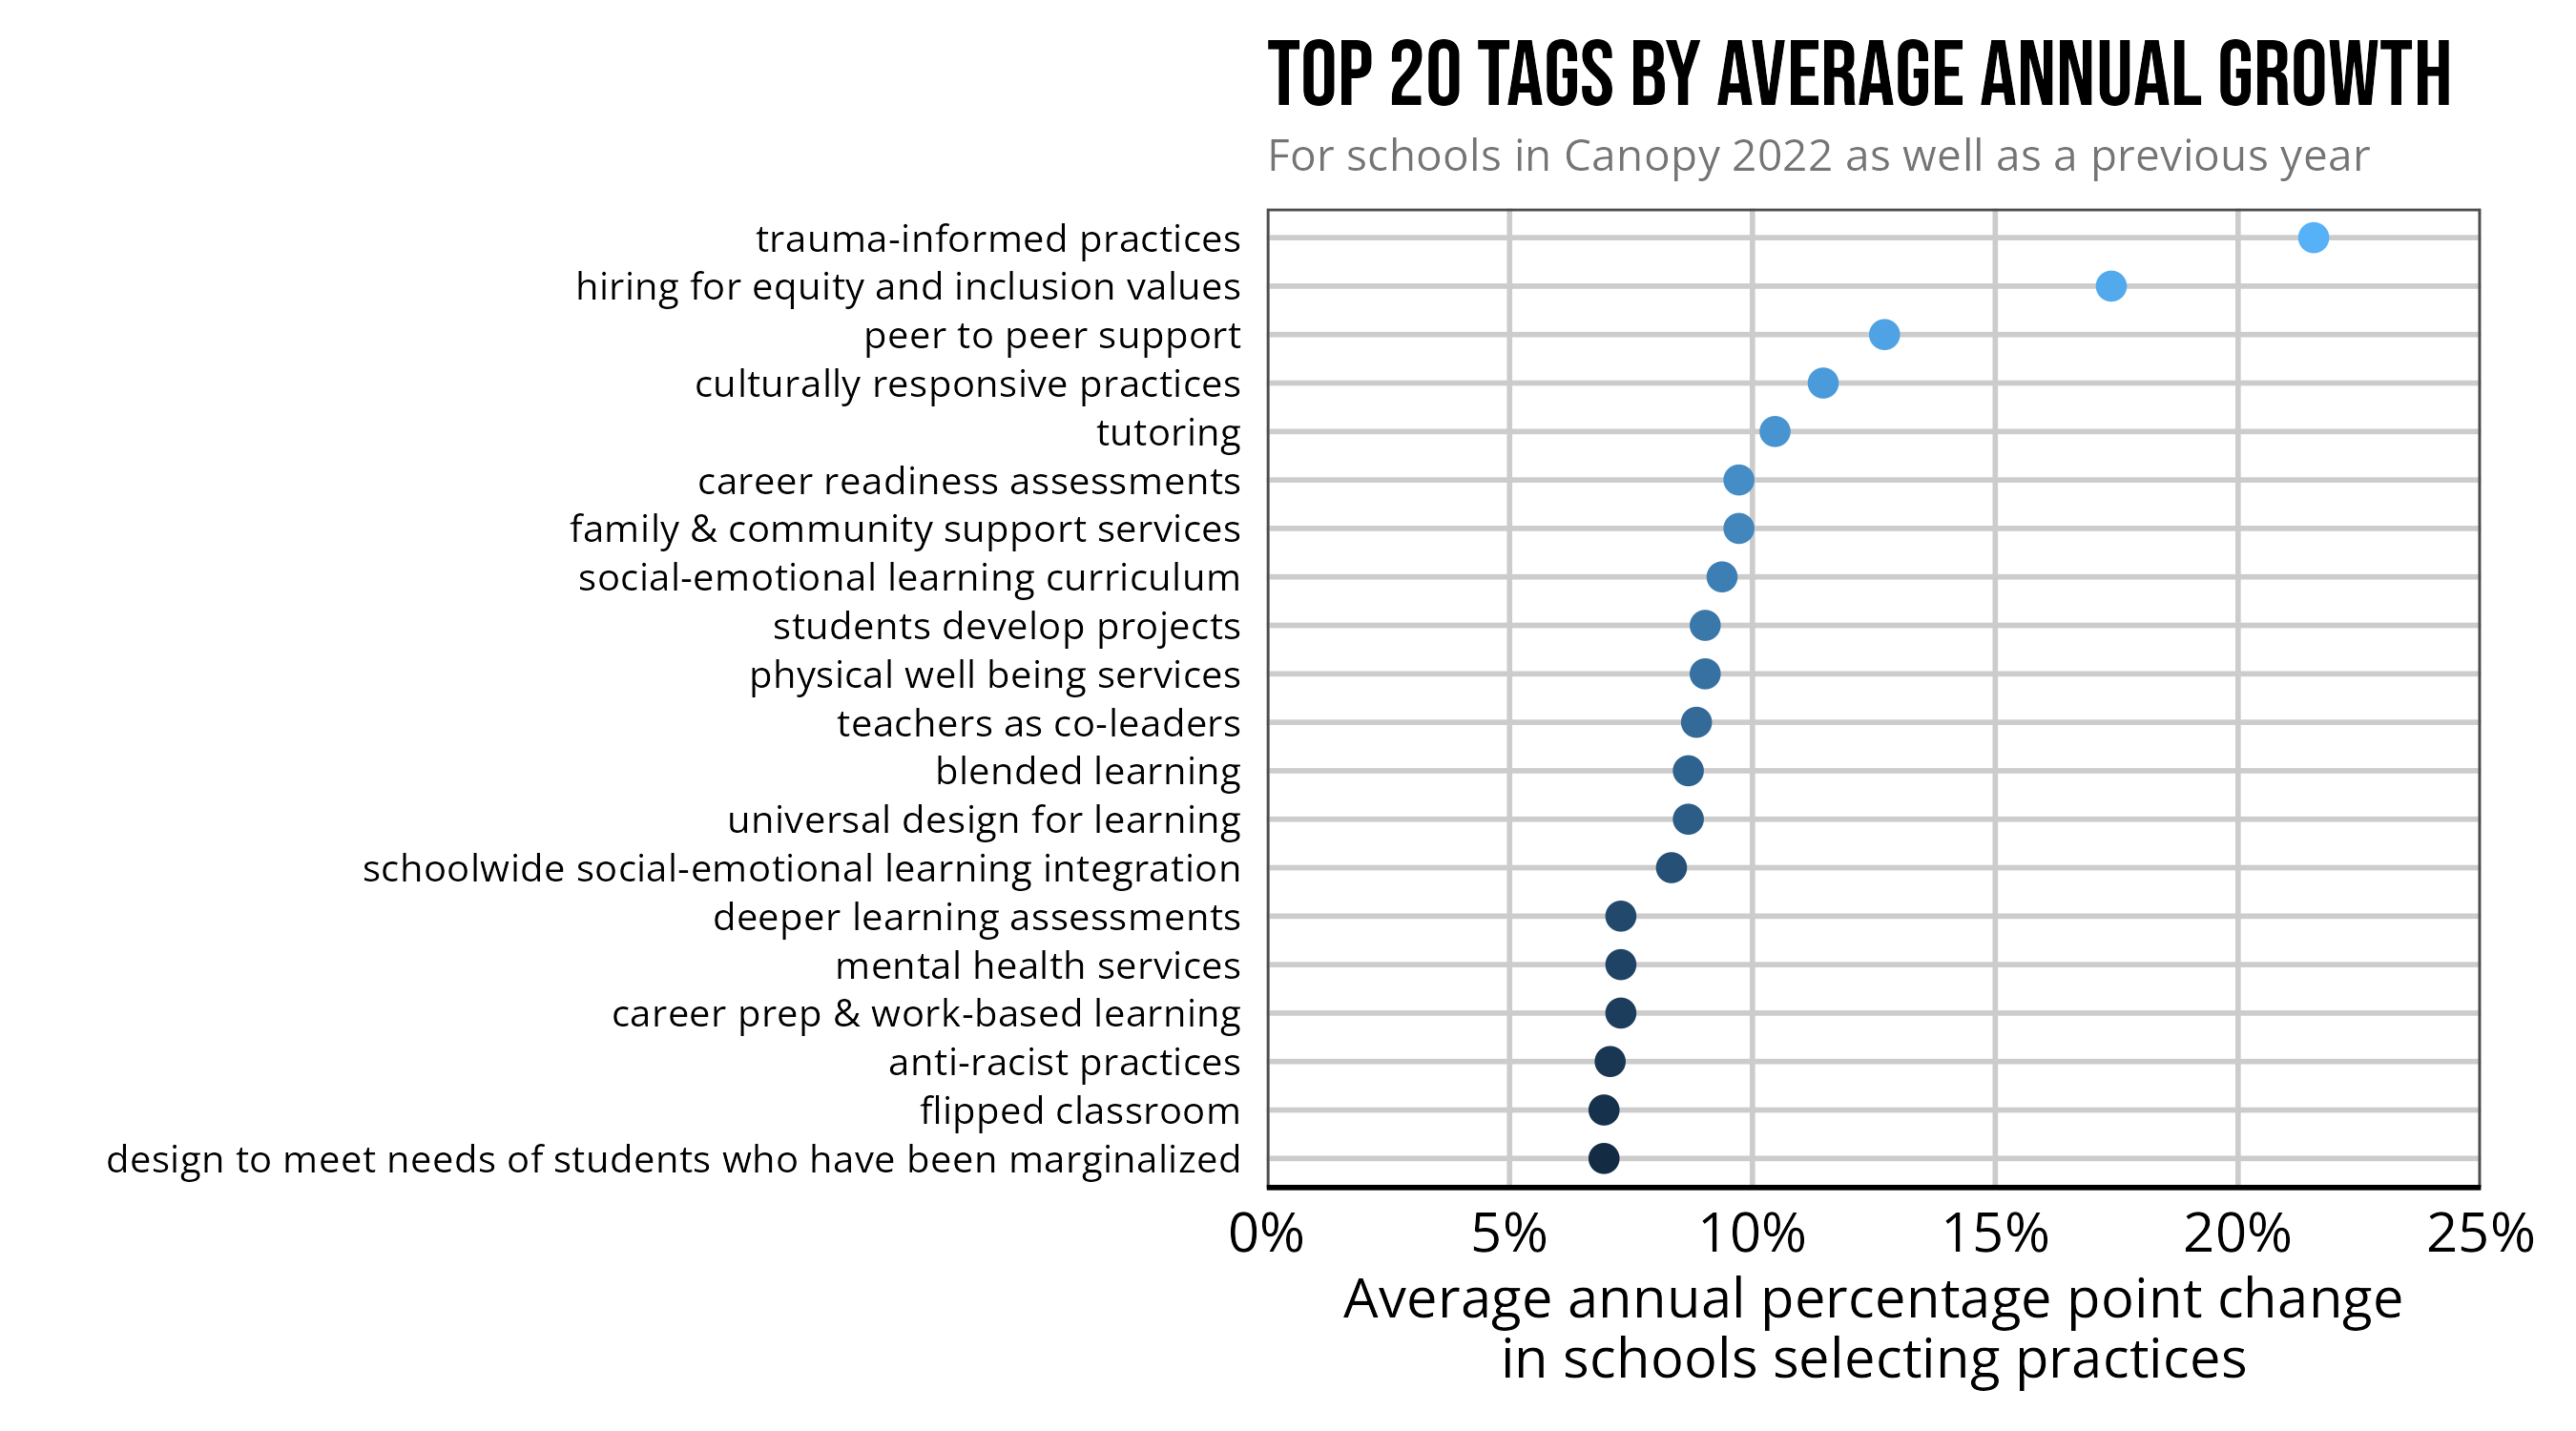 TOP 20 TAGS BY AVERAGE ANNUAL GROWTH
For schools in Canopy 2022 as well as a previous year
trauma-informed practices
hiring for equity and inclusion values
peer to peer support
culturally responsive practices
tutoring
career readiness assessments
family & community support services
social-emotional learning curriculum
students develop projects
physical well being services
teachers as co-leaders
blended learning
universal design for learning
schoolwide social-emotional learning integration
deeper learning assessments
mental health services
career prep & work-based learning
anti-racist practices
flipped classroom
design to meet needs of students who have been marginalized
0% 5% 10% 15% 20% 25%
Average annual percentage point change
in schools selecting practices